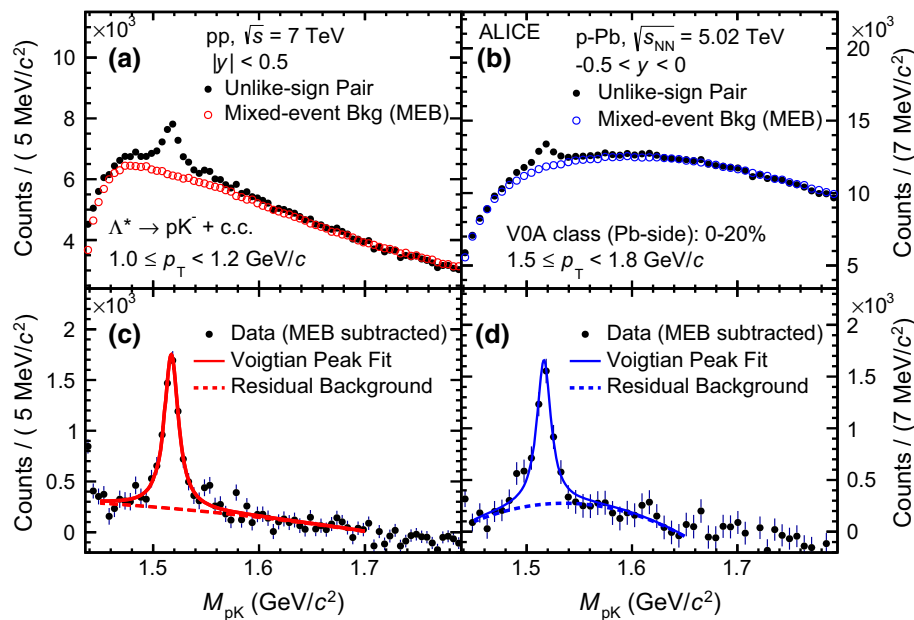 ×10³
pp, √s = 7 TeV
(a)
|y| < 0.5
Unlike-sign Pair
Mixed-event Bkg (MEB)
Λ* → pK⁻ + c.c.
1.0 ≤ p_T < 1.2 GeV/c
Counts / ( 5 MeV/c²)
10
8
6
4
ALICE
p-Pb, √s_NN = 5.02 TeV
(b)
-0.5 < y < 0
Unlike-sign Pair
Mixed-event Bkg (MEB)
V0A class (Pb-side): 0-20%
1.5 ≤ p_T < 1.8 GeV/c
×10³
20
15
10
5
Counts / (7 MeV/c²)
×10³
(c)
Data (MEB subtracted)
Voigtian Peak Fit
Residual Background
Counts / ( 5 MeV/c²)
2
1.5
1
0.5
0
1.5
1.6
1.7
M_pK (GeV/c²)
(d)
Data (MEB subtracted)
Voigtian Peak Fit
Residual Background
×10³
2
1.5
1
0.5
0
Counts / (7 MeV/c²)
1.5
1.6
1.7
M_pK (GeV/c²)